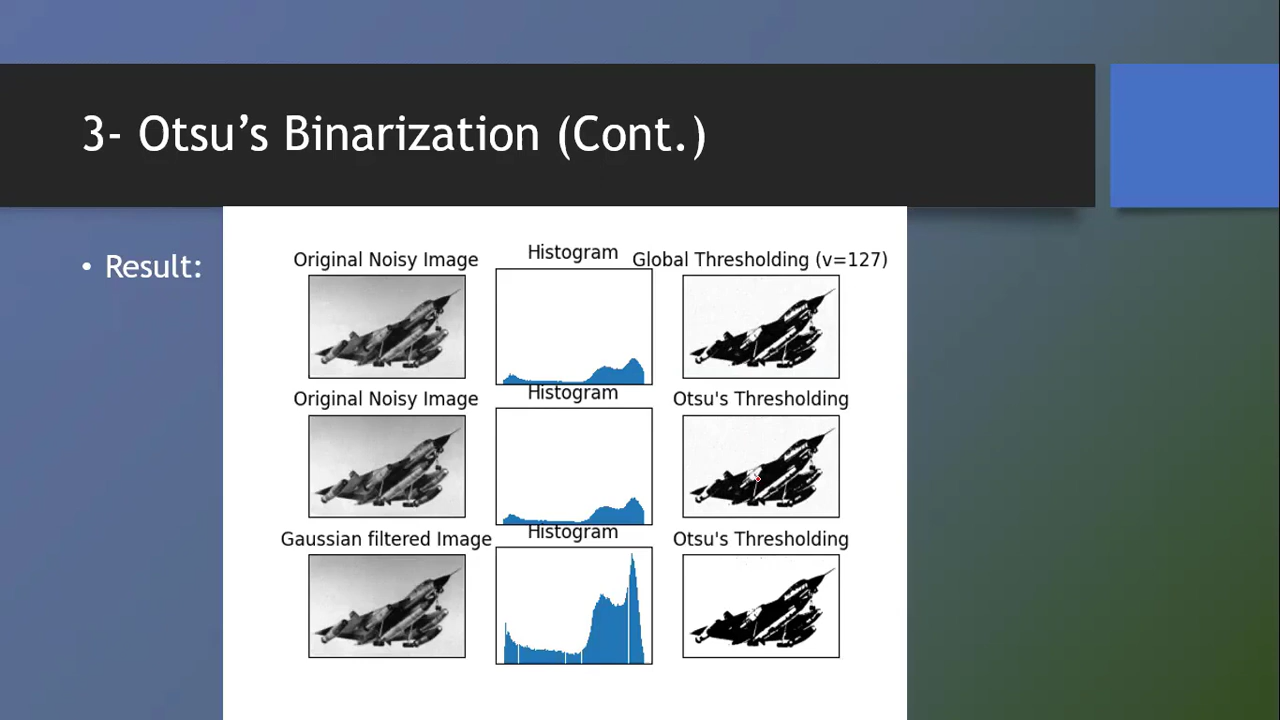 3- Otsu's Binarization (Cont.)
• Result:
Original Noisy Image
Histogram
Global Thresholding (v=127)
Original Noisy Image
Histogram
Otsu's Thresholding
Gaussian filtered Image
Histogram
Otsu's Thresholding